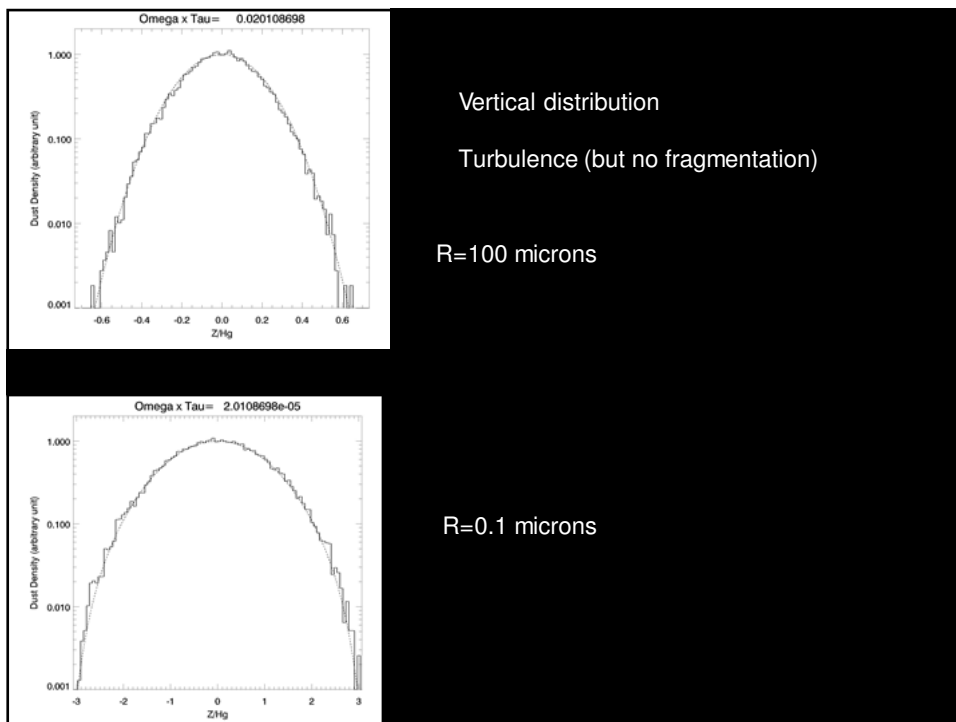 Omega x Tau= 0.020108698
Dust Density (arbitrary unit)
1.000
0.100
0.010
0.001
-0.6 -0.4 -0.2 0.0 0.2 0.4 0.6
Z/Hg
Vertical distribution
Turbulence (but no fragmentation)
R=100 microns
Omega x Tau= 2.0108698e-05
Dust Density (arbitrary unit)
1.000
0.100
0.010
0.001
-3 -2 -1 0 1 2 3
Z/Hg
R=0.1 microns